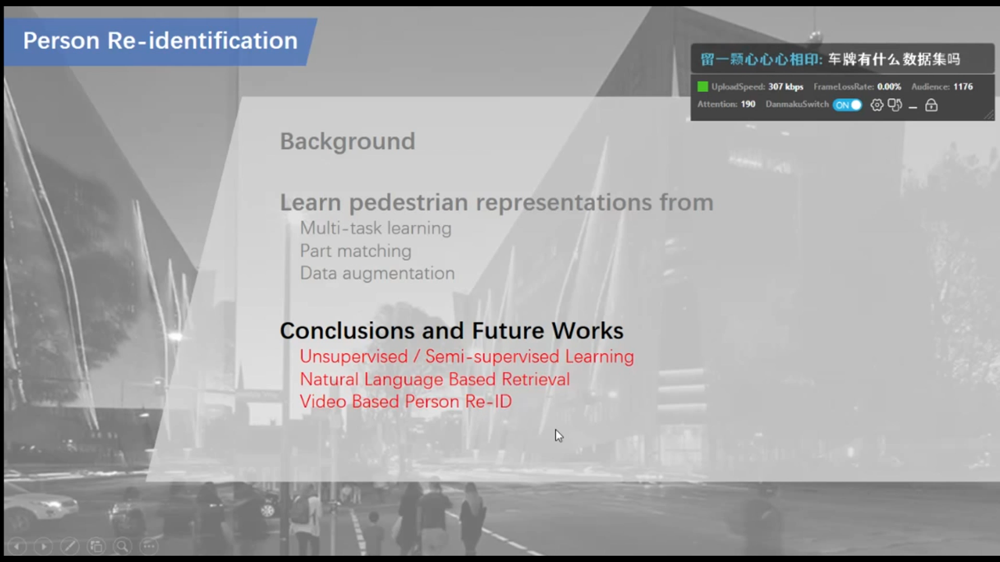 Person Re-identification
留一颗心心心相印: 车牌有什么数据集吗
UploadSpeed: 307 kbps FrameLossRate: 0.00% Audience: 1176
Attention: 190 DanmakuSwitch ON
Background
Learn pedestrian representations from
Multi-task learning
Part matching
Data augmentation
Conclusions and Future Works
Unsupervised / Semi-supervised Learning
Natural Language Based Retrieval
Video Based Person Re-ID